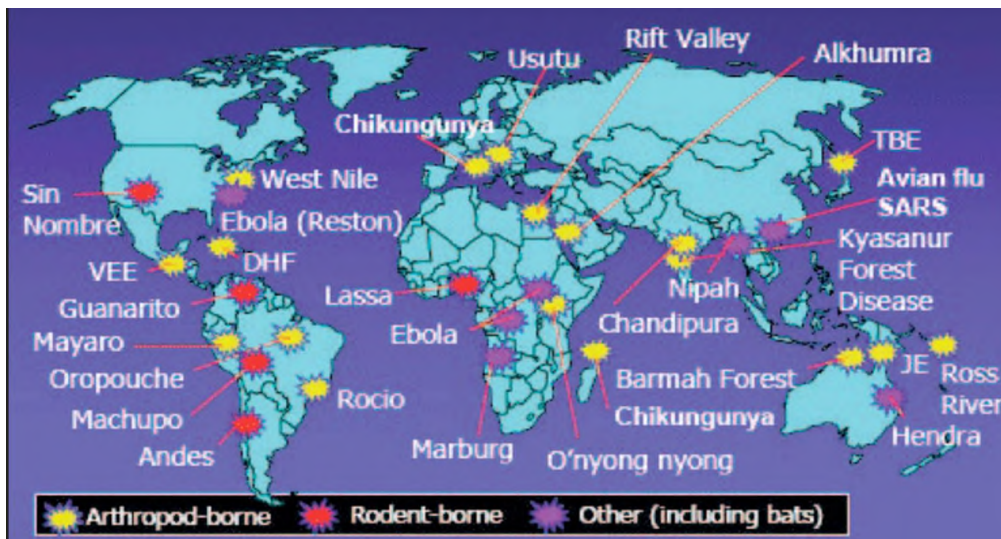 Rift Valley
Alkhumra
Usutu
Chikungunya
TBE
Avian flu
SARS
Sin
Nombre
West Nile
Ebola (Reston)
Kyasanur
Forest
Disease
VEE
DHF
Nipah
Guanarito
Lassa
Chandipura
Ebola
Mayaro
Oropouche
Barmah Forest
JE
Ross
River
Machupo
Rocio
Chikungunya
Hendra
Andes
Marburg
O'nyong nyong
Arthropod-borne
Rodent-borne
Other (including bats)